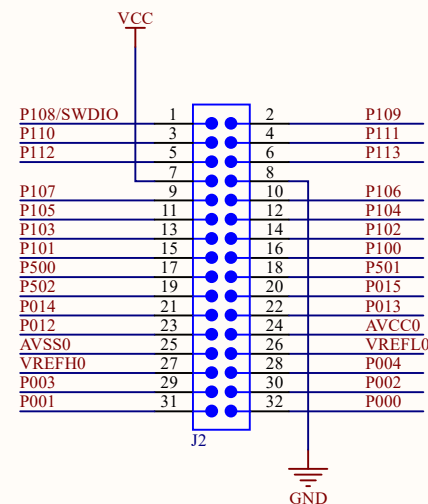 VCC
P108/SWDIO 1 2 P109
P110 3 4 P111
P112 5 6 P113
7 8
P107 9 10 P106
P105 11 12 P104
P103 13 14 P102
P101 15 16 P100
P500 17 18 P501
P502 19 20 P015
P014 21 22 P013
P012 23 24 AVCC0
AVSS0 25 26 VREFL0
VREFH0 27 28 P004
P003 29 30 P002
P001 31 32 P000
J2
GND